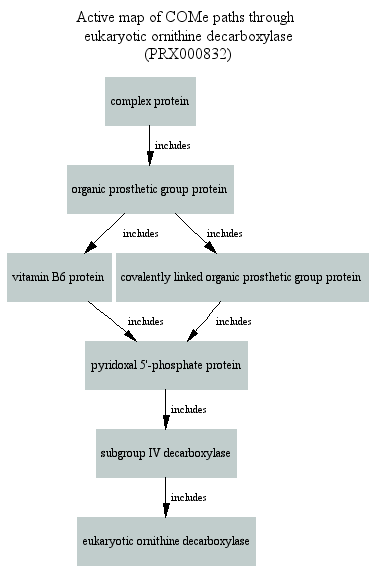 Active map of COMe paths through
eukaryotic ornithine decarboxylase
(PRX000832)
complex protein
includes
organic prosthetic group protein
includes
includes
vitamin B6 protein
covalently linked organic prosthetic group protein
includes
includes
pyridoxal 5'-phosphate protein
includes
subgroup IV decarboxylase
includes
eukaryotic ornithine decarboxylase